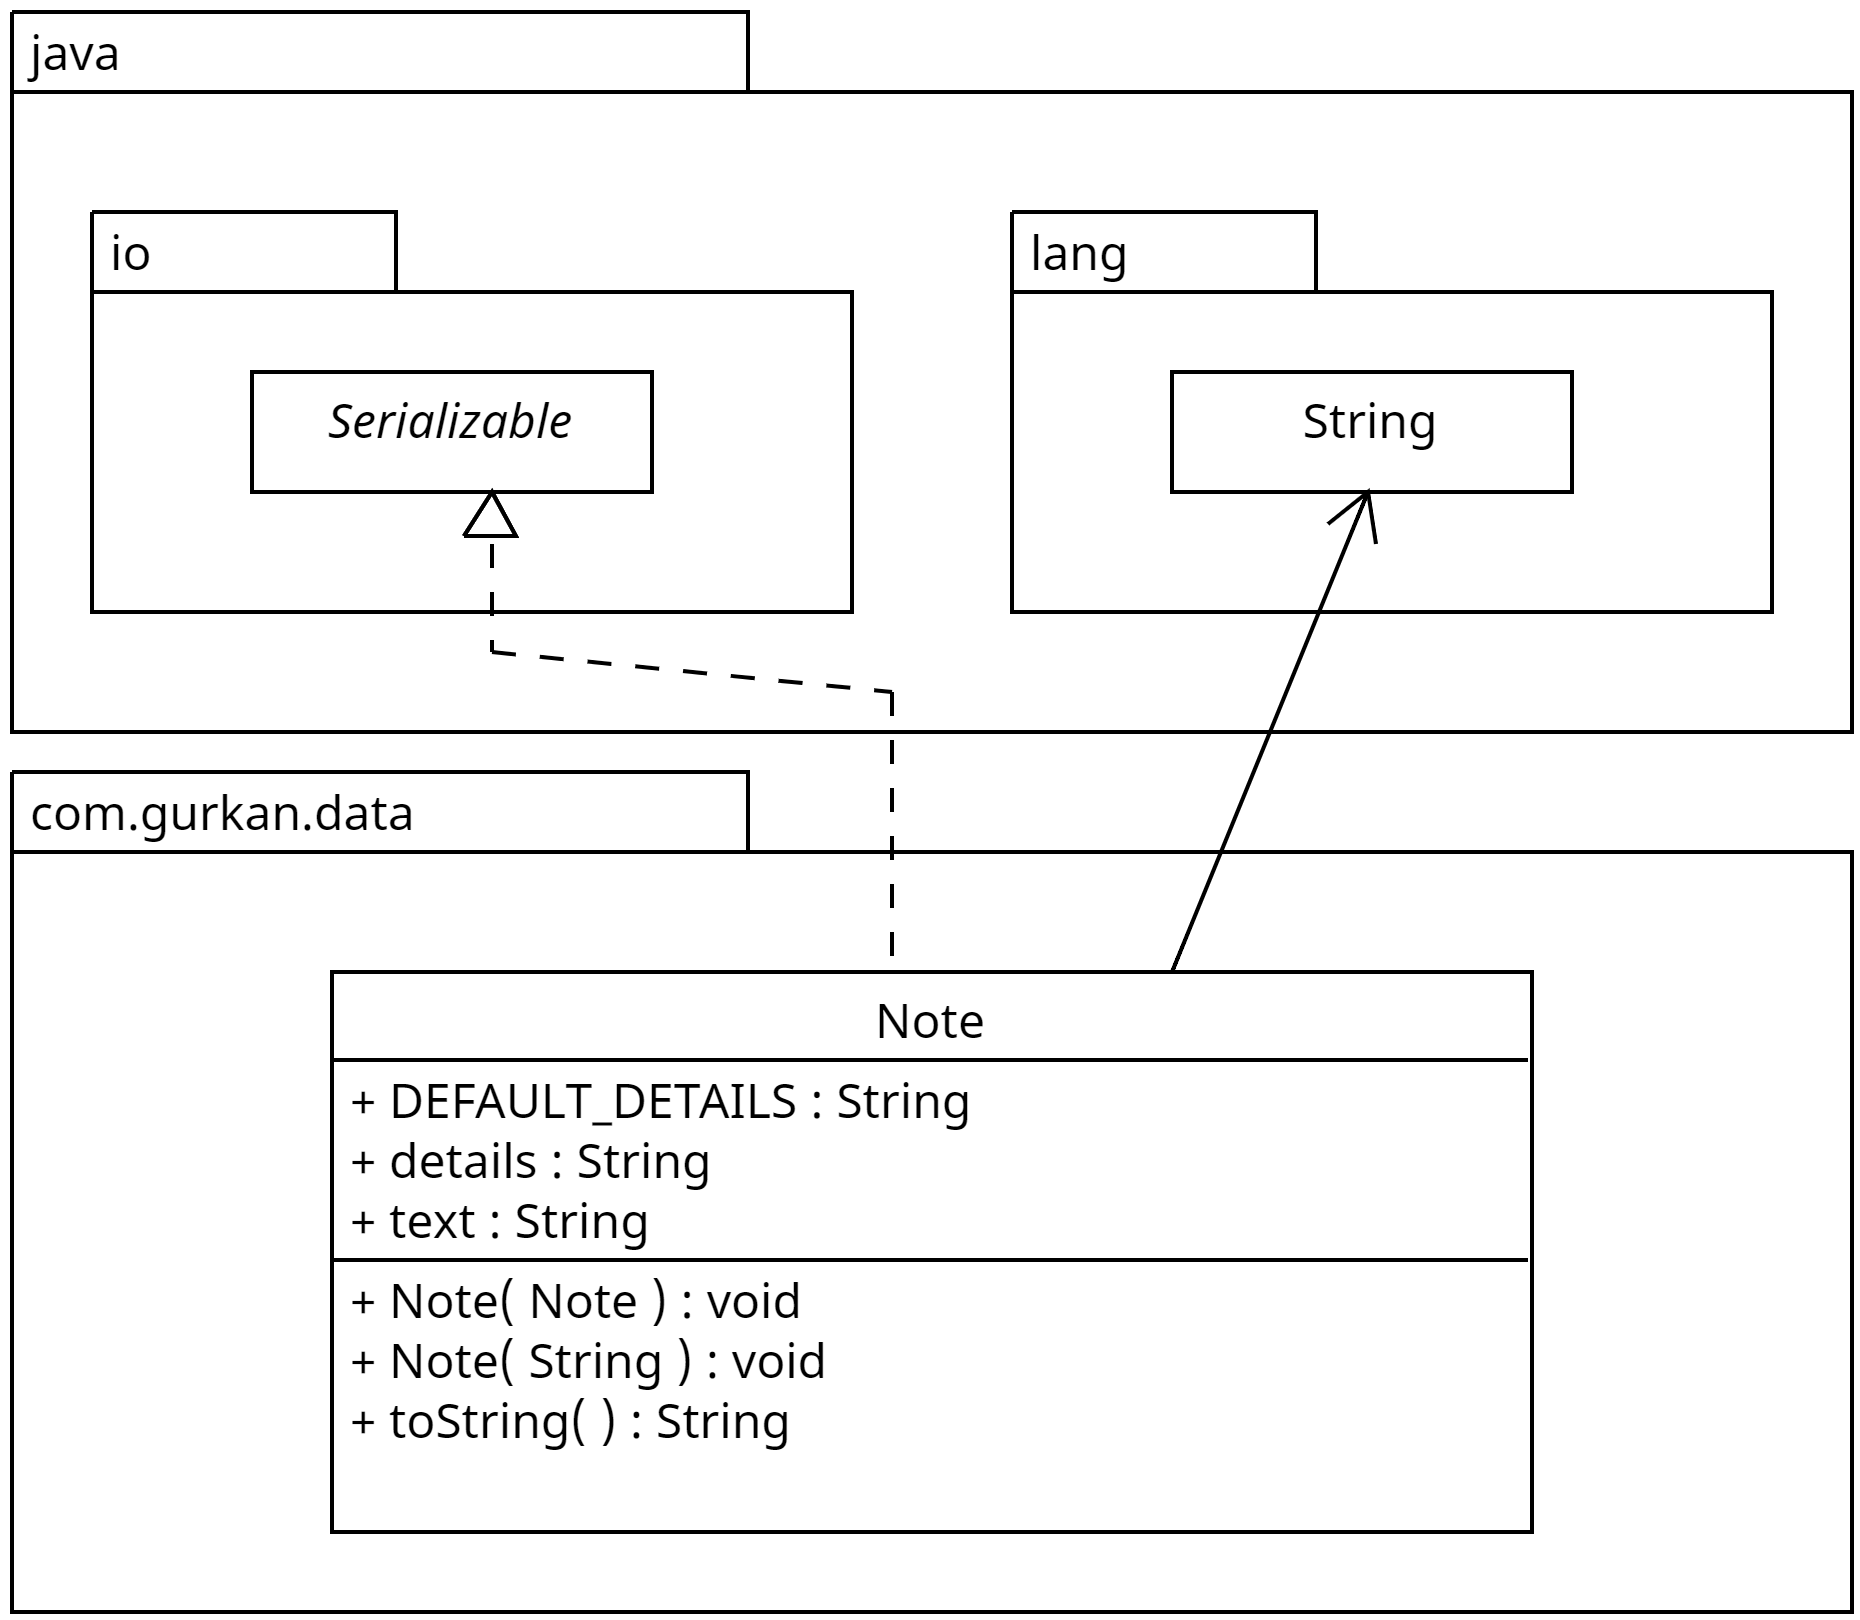 java
io
lang
Serializable
String
com.gurkan.data
Note
+ DEFAULT_DETAILS : String
+ details : String
+ text : String
+ Note( Note ) : void
+ Note( String ) : void
+ toString( ) : String